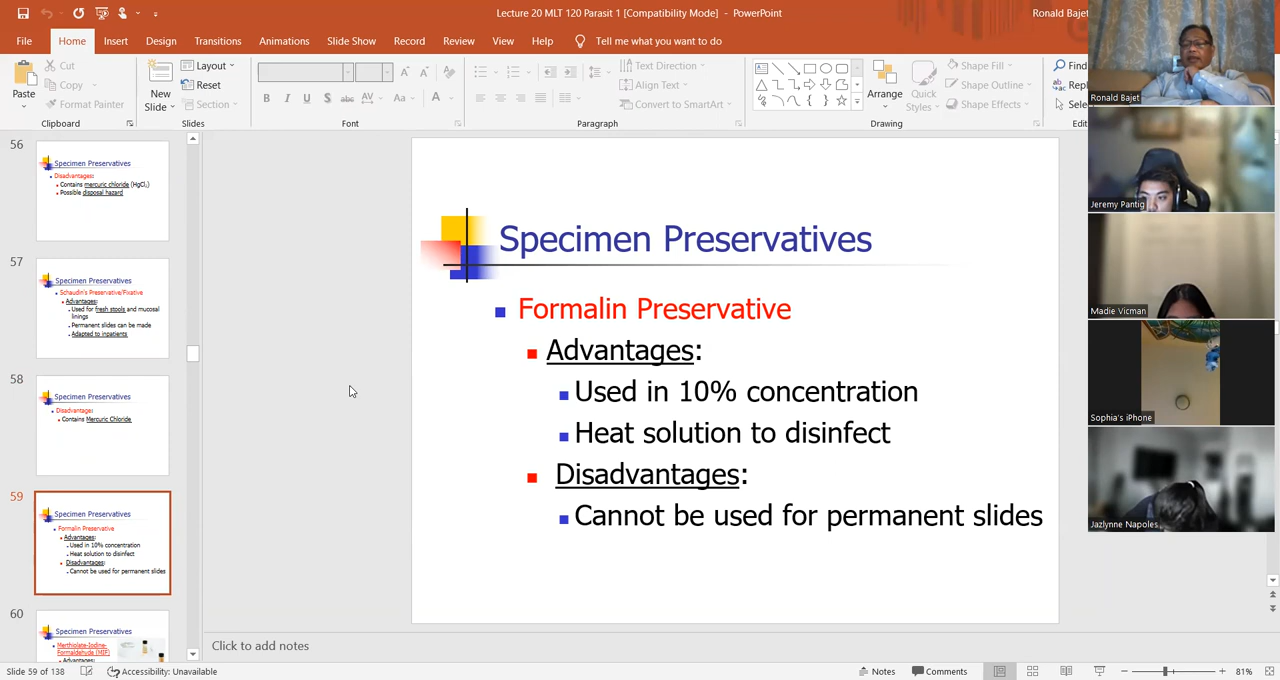 Lecture 20 MLT 120 Parasit 1 [Compatibility Mode] - PowerPoint
Ronald Bajet
File Home Insert Design Transitions Animations Slide Show Record Review View Help Tell me what you want to do
Paste
Cut
Copy
Format Painter
Clipboard
New
Slide
Layout
Reset
Section
Slides
B I U S abc AV Aa A
Font
Text Direction
Align Text
Convert to SmartArt
Paragraph
Arrange
Quick
Styles
Shape Fill
Shape Outline
Shape Effects
Drawing
Find
Repl
Sele
Edit
56
Specimen Preservatives
Disadvantages:
Contains mercuric chloride (HgCl2)
Possible disposal hazard
57
Specimen Preservatives
Schaudin's Preservative/Fixative
Advantages:
Used for fresh stools and mucosal
linings
Permanent slides can be made
Adapted to inpatients
58
Specimen Preservatives
Disadvantage:
Contains Mercuric Chloride
59
Specimen Preservatives
Formalin Preservative
Advantages:
Used in 10% concentration
Heat solution to disinfect
Disadvantages:
Cannot be used for permanent slides
60
Specimen Preservatives
Merthiolate-Iodine-
Formaldehyde (MIF)
Advantages:
Specimen Preservatives
Formalin Preservative
Advantages:
Used in 10% concentration
Heat solution to disinfect
Disadvantages:
Cannot be used for permanent slides
Click to add notes
Ronald Bajet
Jeremy Pantig
Madie Vicman
Sophia's iPhone
Jazlynne Napoles
Slide 59 of 138 Accessibility: Unavailable Notes Comments 81%